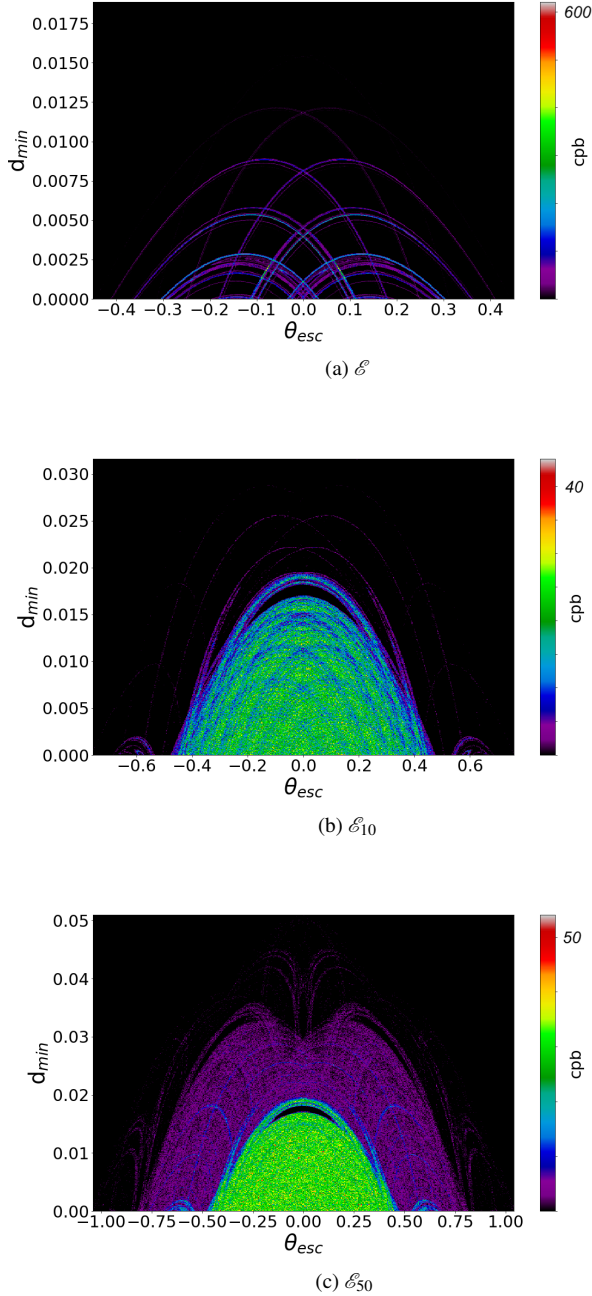 0.0175
0.0150
0.0125
0.0100
0.0075
0.0050
0.0025
0.0000
d_min
−0.4 −0.3 −0.2 −0.1 0.0 0.1 0.2 0.3 0.4
θ_esc
600
cpb
(a) ℰ
0.030
0.025
0.020
0.015
0.010
0.005
0.000
d_min
−0.6 −0.4 −0.2 0.0 0.2 0.4 0.6
θ_esc
40
cpb
(b) ℰ₁₀
0.05
0.04
0.03
0.02
0.01
0.00
d_min
−1.00 −0.75 −0.50 −0.25 0.00 0.25 0.50 0.75 1.00
θ_esc
50
cpb
(c) ℰ₅₀